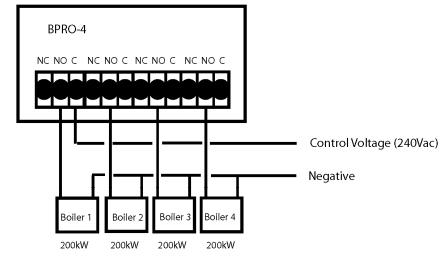 BPRO-4
NC NO C NC NO C NC NO C NC NO C
Control Voltage (240Vac)
Negative
Boiler 1 Boiler 2 Boiler 3 Boiler 4
200kW 200kW 200kW 200kW